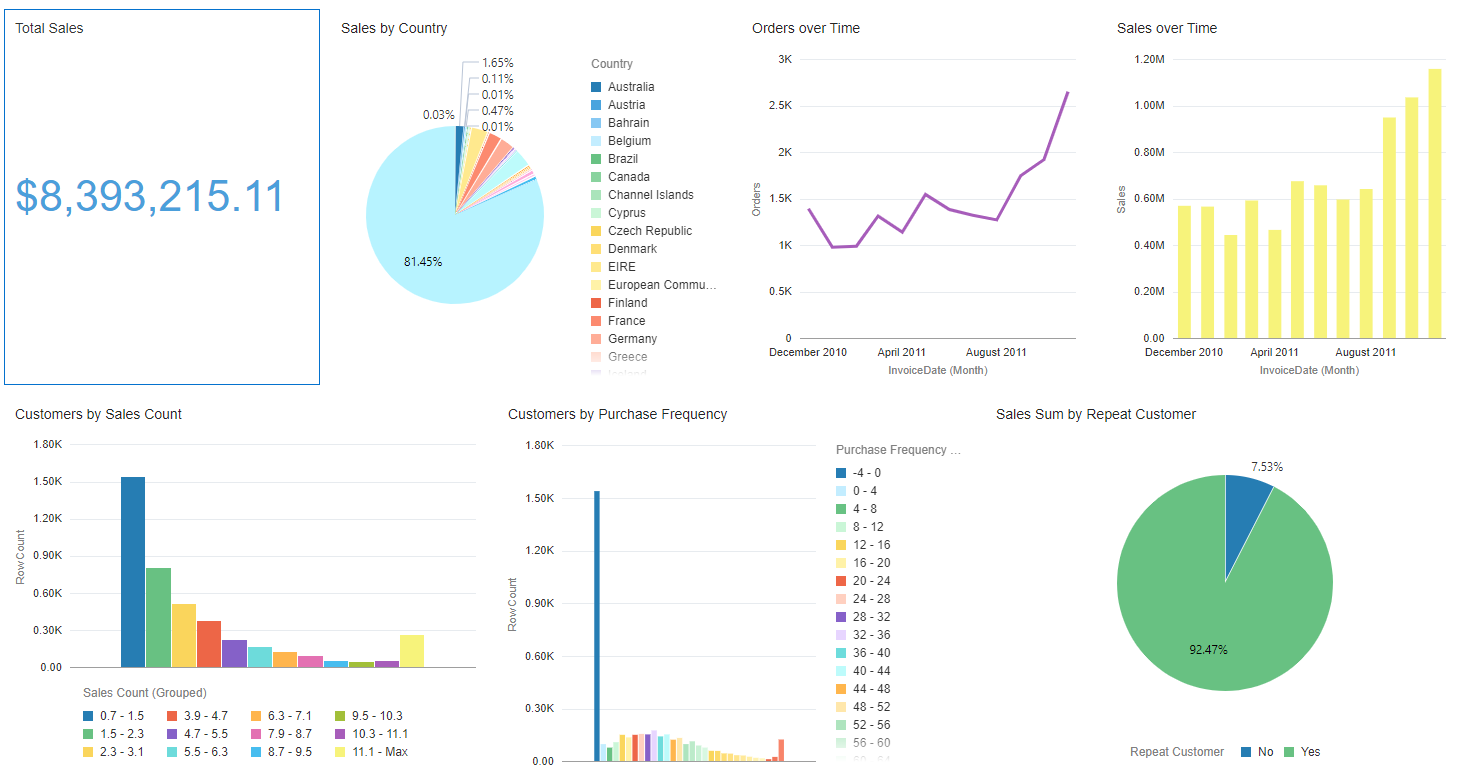 Total Sales
$8,393,215.11
Sales by Country
1.65%
0.11%
0.01%
0.47%
0.01%
0.03%
81.45%
Country
Australia
Austria
Bahrain
Belgium
Brazil
Canada
Channel Islands
Cyprus
Czech Republic
Denmark
EIRE
European Commu...
Finland
France
Germany
Greece
Orders over Time
3K
2.5K
2K
1.5K
1K
0.5K
0
Orders
December 2010 April 2011 August 2011
InvoiceDate (Month)
Sales over Time
1.20M
1.00M
0.80M
0.60M
0.40M
0.20M
0.00
Sales
December 2010 April 2011 August 2011
InvoiceDate (Month)
Customers by Sales Count
1.80K
1.50K
1.20K
0.90K
0.60K
0.30K
0.00
RowCount
Sales Count (Grouped)
0.7 - 1.5 3.9 - 4.7 6.3 - 7.1 9.5 - 10.3
1.5 - 2.3 4.7 - 5.5 7.9 - 8.7 10.3 - 11.1
2.3 - 3.1 5.5 - 6.3 8.7 - 9.5 11.1 - Max
Customers by Purchase Frequency
1.80K
1.50K
1.20K
0.90K
0.60K
0.30K
0.00
RowCount
Purchase Frequency ...
-4 - 0
0 - 4
4 - 8
8 - 12
12 - 16
16 - 20
20 - 24
24 - 28
28 - 32
32 - 36
36 - 40
40 - 44
44 - 48
48 - 52
52 - 56
56 - 60
Sales Sum by Repeat Customer
7.53%
92.47%
Repeat Customer No Yes